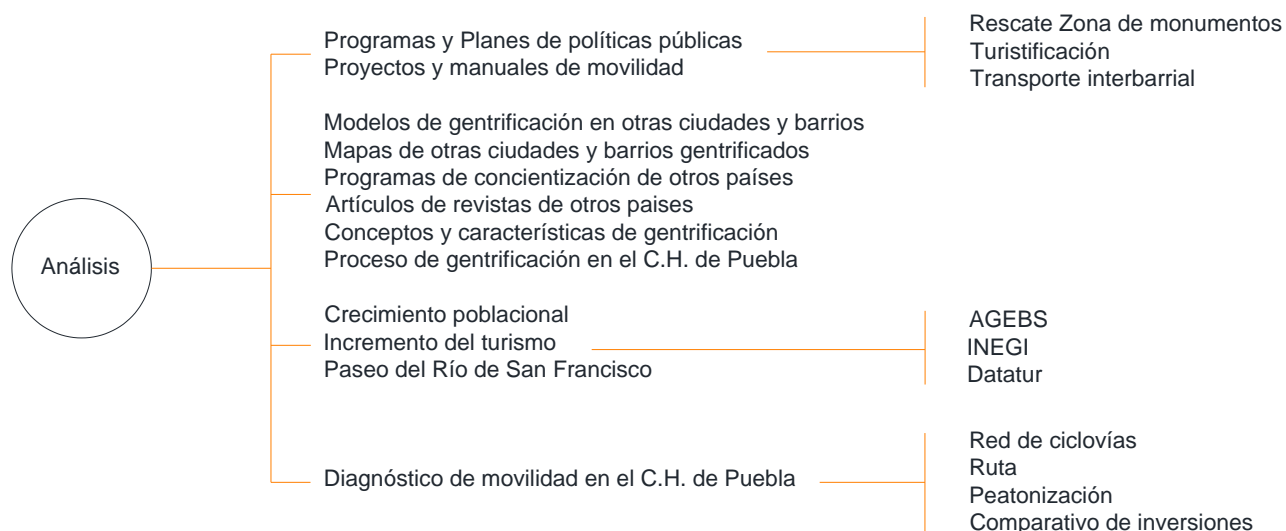 Análisis
Programas y Planes de políticas públicas
Proyectos y manuales de movilidad
Rescate Zona de monumentos
Turistificación
Transporte interbarrial
Modelos de gentrificación en otras ciudades y barrios
Mapas de otras ciudades y barrios gentrificados
Programas de concientización de otros países
Artículos de revistas de otros paises
Conceptos y características de gentrificación
Proceso de gentrificación en el C.H. de Puebla
Crecimiento poblacional
Incremento del turismo
Paseo del Río de San Francisco
AGEBS
INEGI
Datatur
Diagnóstico de movilidad en el C.H. de Puebla
Red de ciclovías
Ruta
Peatonización
Comparativo de inversiones